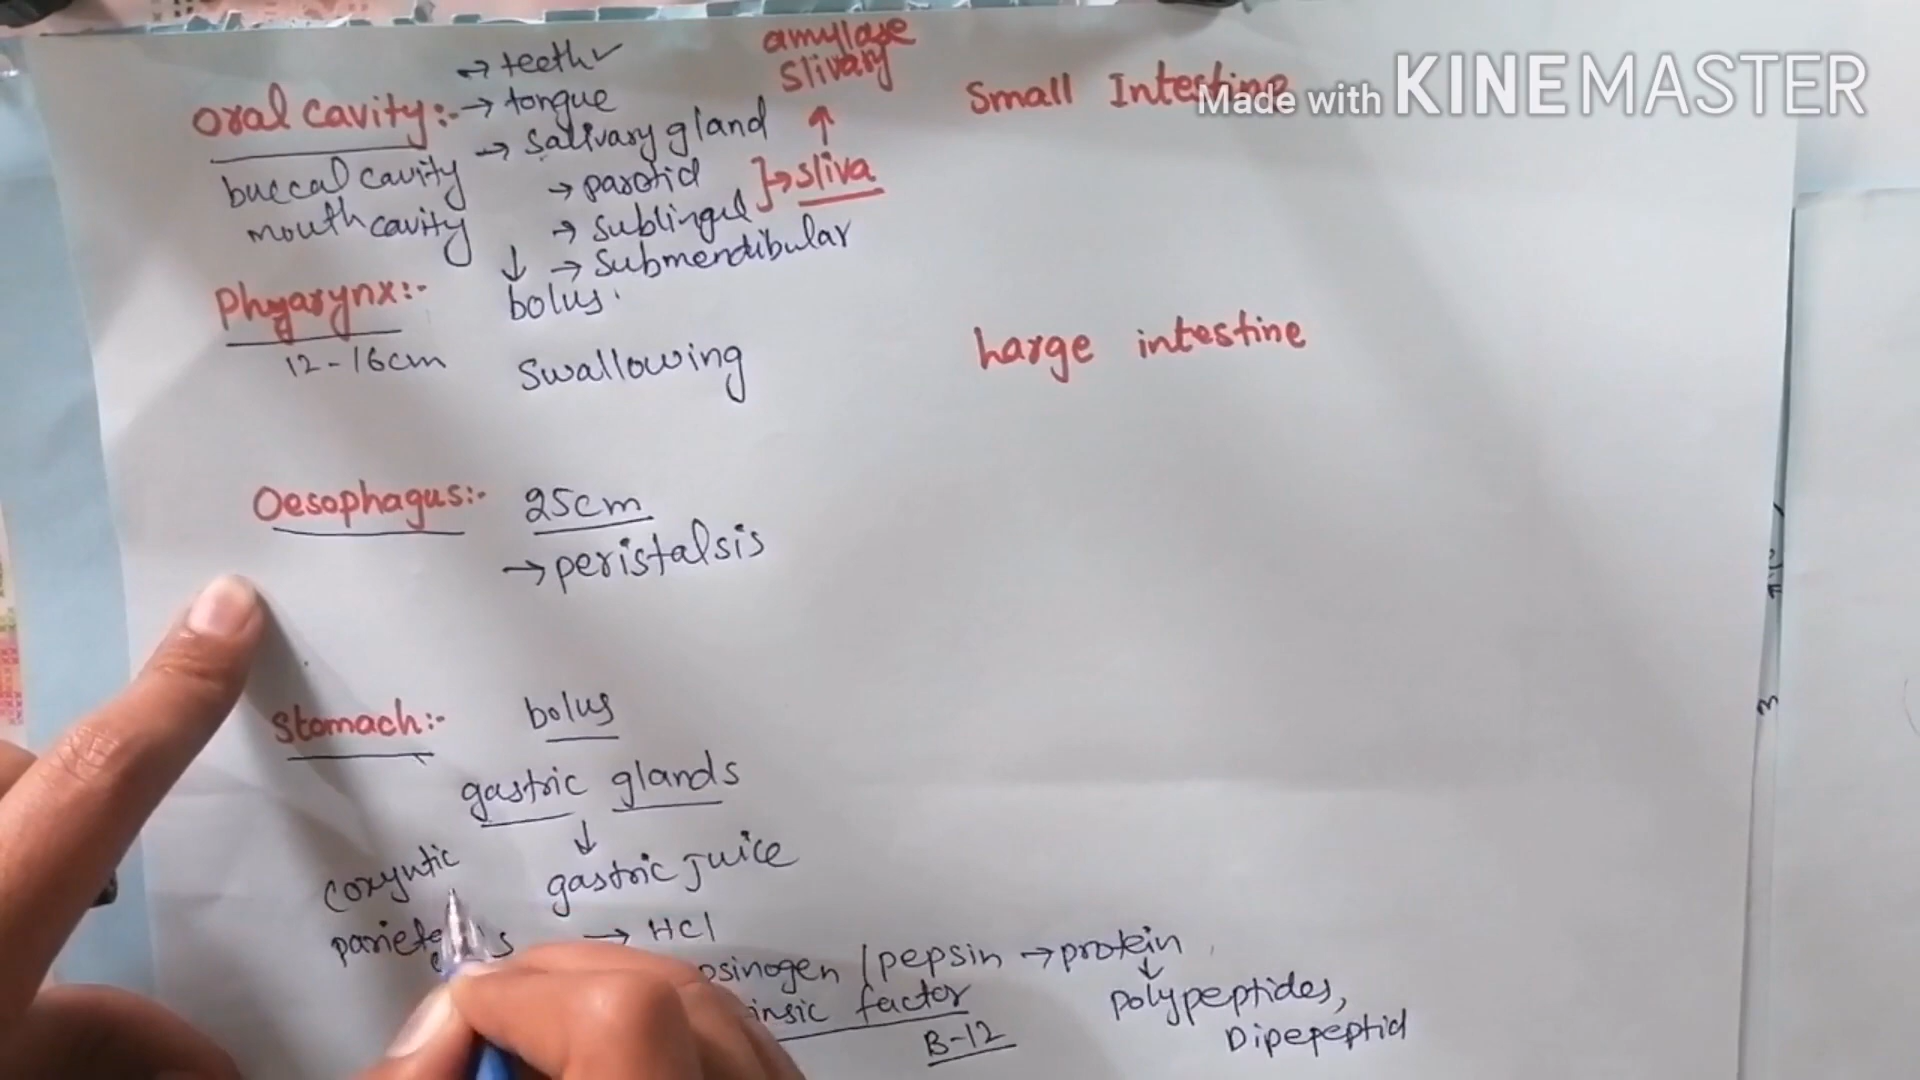 oral cavity:-
→ teeth
→ tongue
→ salivary gland
→ parotid
→ sublingul
→ submendibular
} → sliva
↑
amylase
slivary
buccal cavity
mouth cavity
↓
bolus
Phyarynx:-
12-16cm
swallowing
Oesophagus:- 25cm
→ peristalsis
Stomach:- bolus
gastric glands
↓
gastric juice
→ HCl
/pepsin → protein
↓
polypeptides,
Dipepeptid
factor
B-12
coxyntic
Small Intestine
Large intestine
Made with KINEMASTER